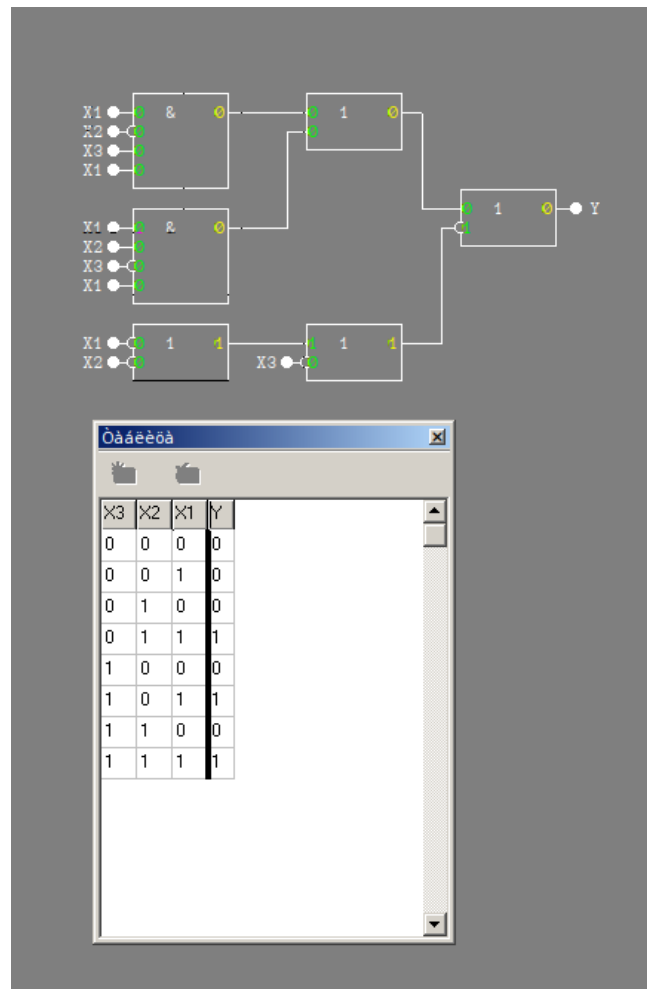 X1 0 & 0 0 1 0
X2 0 0
X3 0
X1 0
0 1 0 Y
X1 0 & 0 1
X2 0
X3 0
X1 0
X1 0 1 1 1 1 1
X2 0 X3 0
Òàáëèöà
X3 X2 X1 Y
0 0 0 0
0 0 1 0
0 1 0 0
0 1 1 1
1 0 0 0
1 0 1 1
1 1 0 0
1 1 1 1